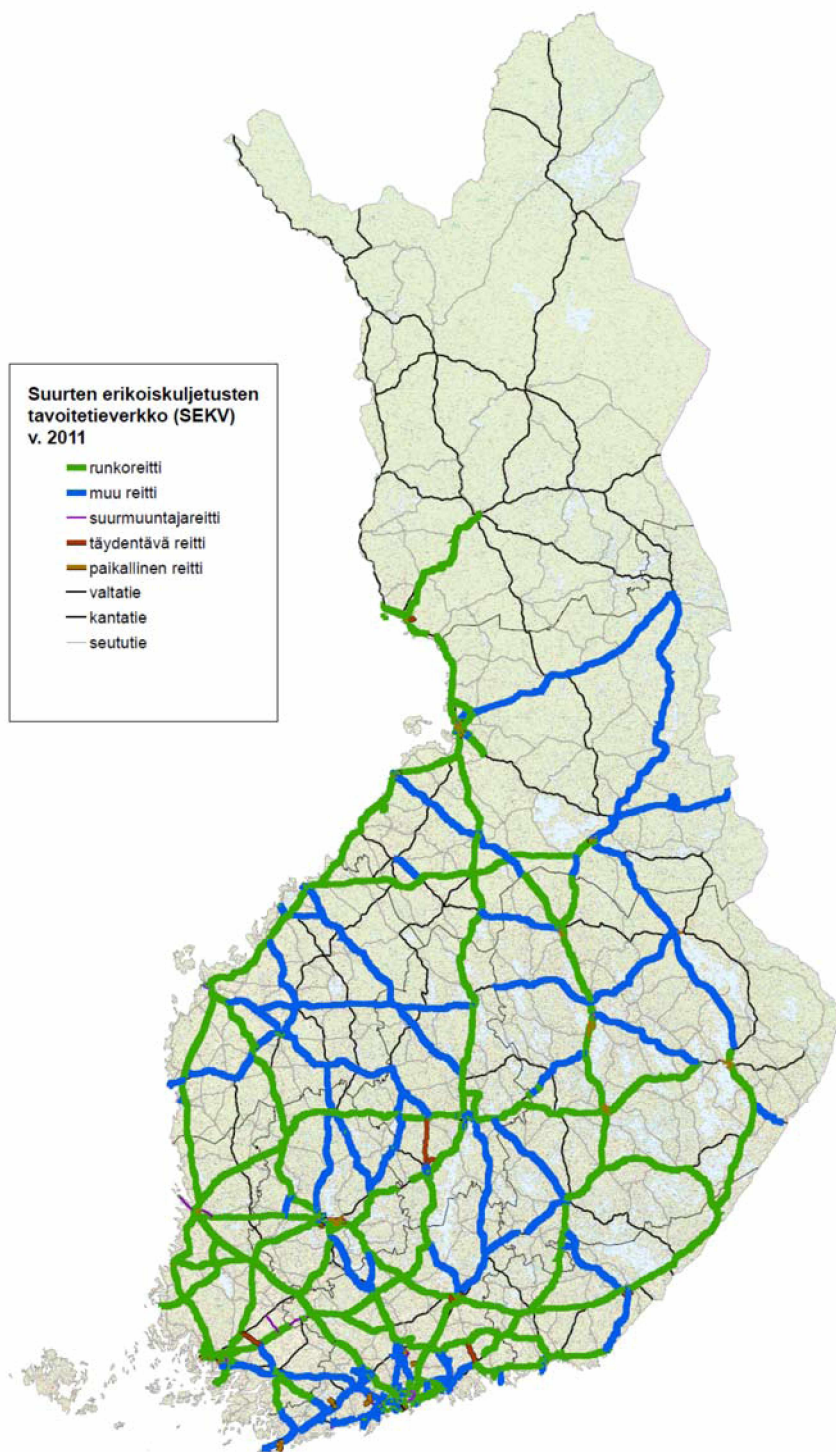 Suurten erikoiskuljetusten
tavoitetieverkko (SEKV)
v. 2011
runkoreitti
muu reitti
suurmuuntajareitti
täydentävä reitti
paikallinen reitti
valtatie
kantatie
seututie